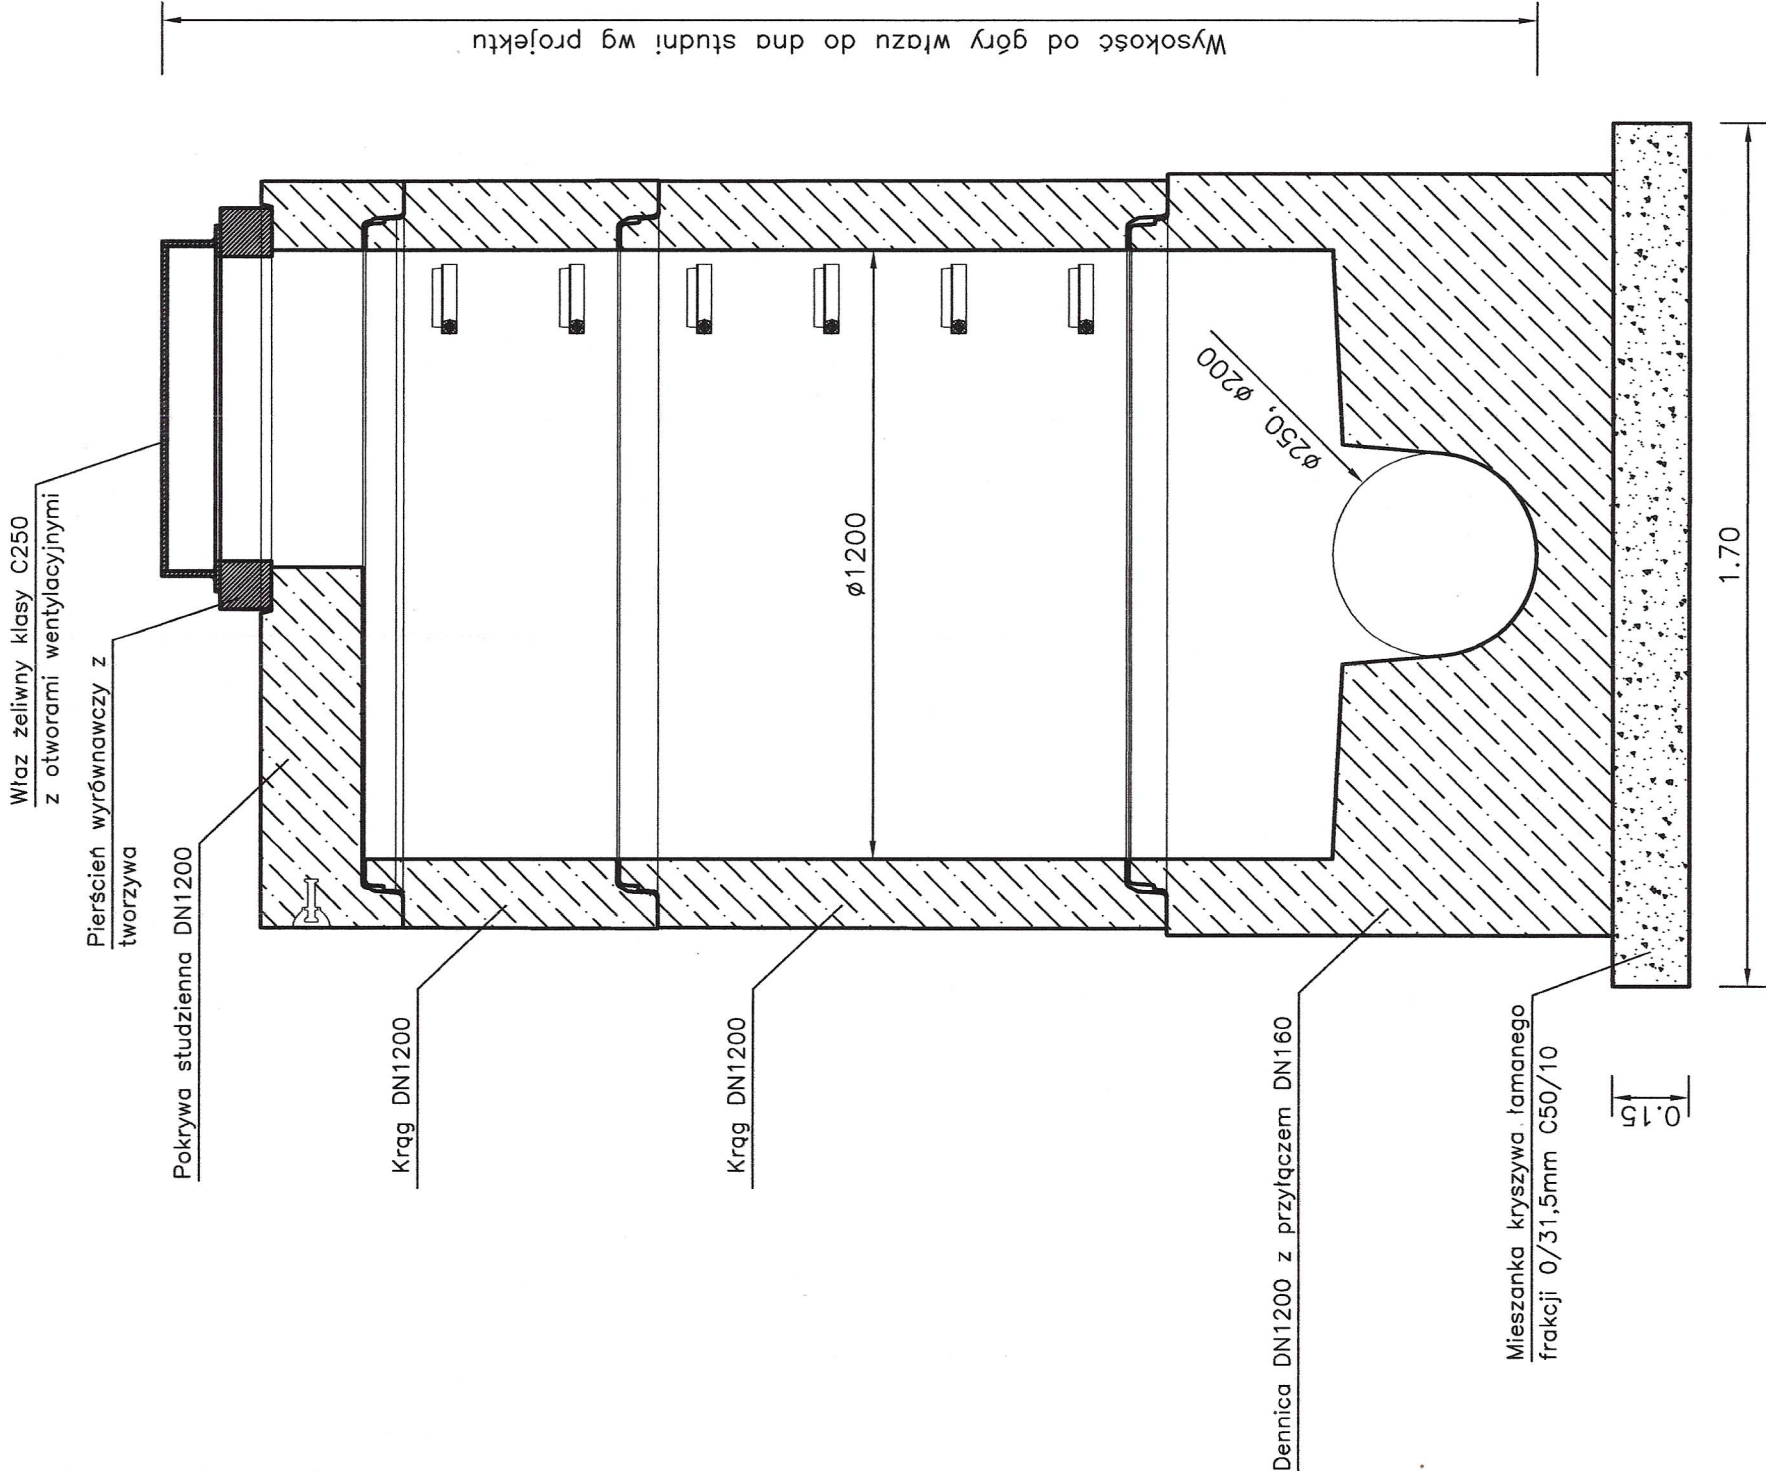 Właz żeliwny klasy C250
z otworami wentylacyjnymi
Pierścień wyrównawczy z
tworzywa
Pokrywa studzienna DN1200
Krąg DN1200
Krąg DN1200
Dennica DN1200 z przyłączem DN160
Mieszanka kryszywa łamanego
frakcji 0/31,5mm C50/10
Wysokość od góry włazu do dna studni wg projektu
ø1200
ø250, ø200
1.70
0.15